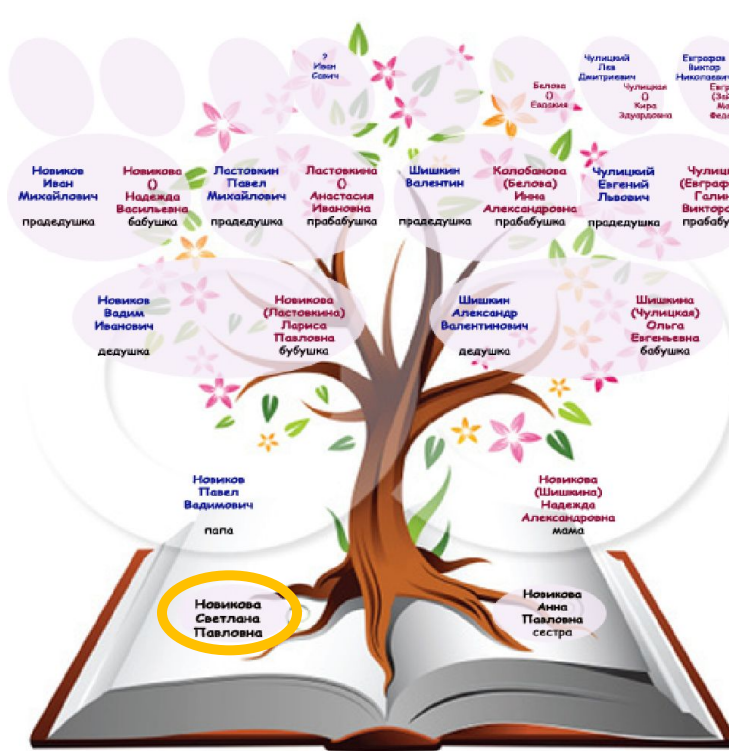 ?
Иван
Савич
Белова
()
Евдокия
Чулицкий
Лев
Дмитриевич
Чулицкая
()
Кира
Эдуардовна
Евграфов
Виктор
Николаевич
Новиков
Иван
Михайлович
прадедушка
Новикова
()
Надежда
Васильевна
бабушка
Ластовкин
Павел
Михайлович
прадедушка
Ластовкина
()
Анастасия
Ивановна
прабабушка
Шишкин
Валентин
прадедушка
Калабанова
(Белова)
Инна
Александровна
прабабушка
Чулицкий
Евгений
Львович
прадедушка
Новиков
Вадим
Иванович
дедушка
Новикова
(Ластовкина)
Лариса
Павловна
бубушка
Шишкин
Александр
Валентинович
дедушка
Шишкина
(Чулицкая)
Ольга
Евгеньевна
бабушка
Новиков
Павел
Вадимович
папа
Новикова
(Шишкина)
Надежда
Александровна
мама
Новикова
Светлана
Павловна
Новикова
Анна
Павловна
сестра